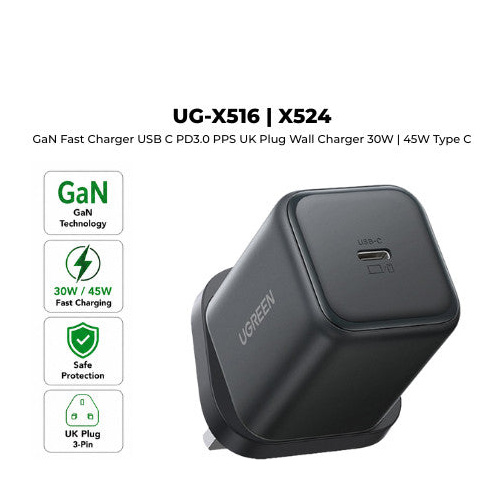 UG-X516 | X524
GaN Fast Charger USB C PD3.0 PPS UK Plug Wall Charger 30W | 45W Type C
GaN
GaN
Technology
30W / 45W
Fast Charging
Safe
Protection
UK Plug
3-Pin
USB-C
UGREEN